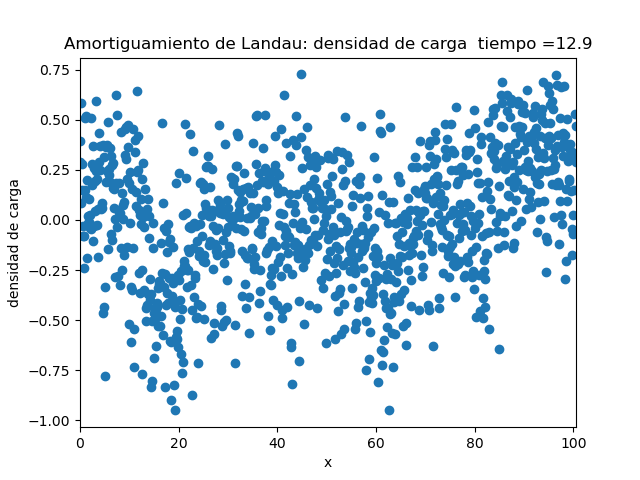 Amortiguamiento de Landau: densidad de carga  tiempo =12.9
densidad de carga
0.75
0.50
0.25
0.00
−0.25
−0.50
−0.75
−1.00
0 20 40 60 80 100
x